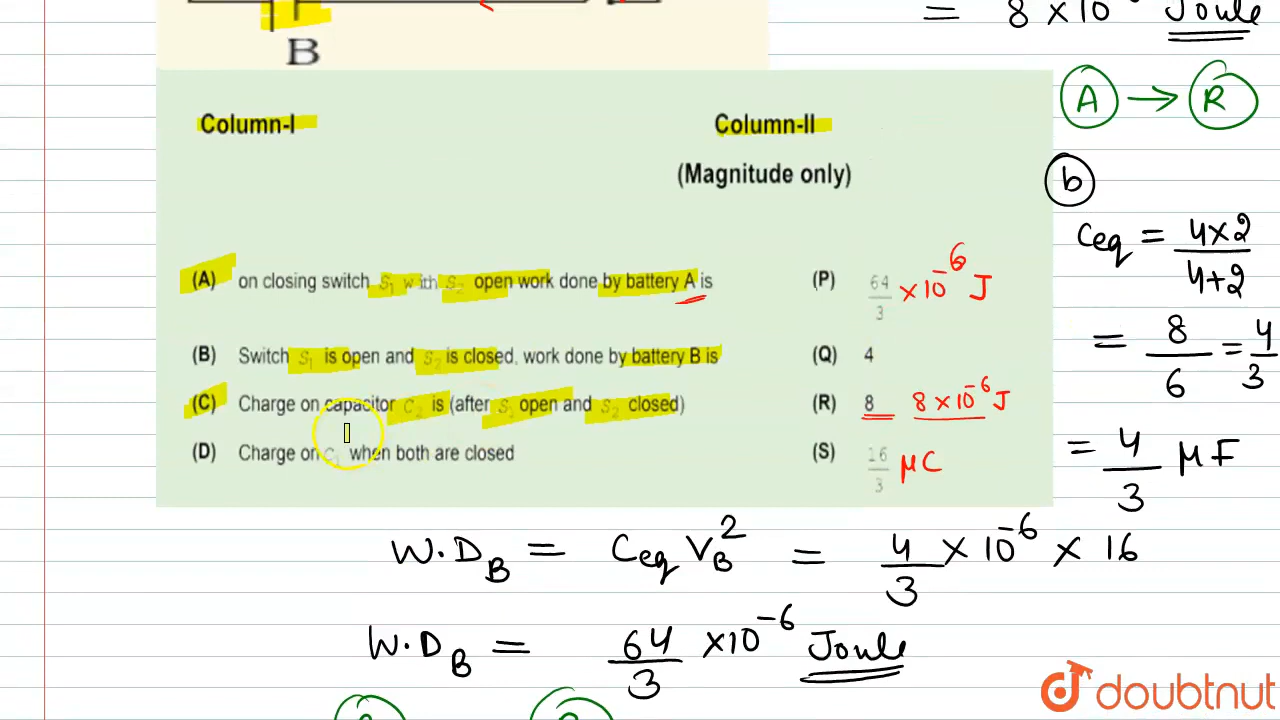 = 8 × 10 Joule
B
A → R
Column-I Column-II
(Magnitude only)
b
Ceq = 4×2 / 4+2
(A) on closing switch S₁ with S₂ open work done by battery A is (P) 64/3 × 10⁻⁶ J
= 8/6 = 4/3
(B) Switch S₁ is open and S₂ is closed, work done by battery B is (Q) 4
(C) Charge on capacitor C₂ is (after S₁ open and S₂ closed) (R) 8 8 × 10⁻⁶ J
(D) Charge on C₁ when both are closed (S) 16/3 μC
= 4/3 μF
W.D_B = Ceq V_B² = 4/3 × 10⁻⁶ × 16
W.D_B = 64/3 × 10⁻⁶ Joule
doubtnut